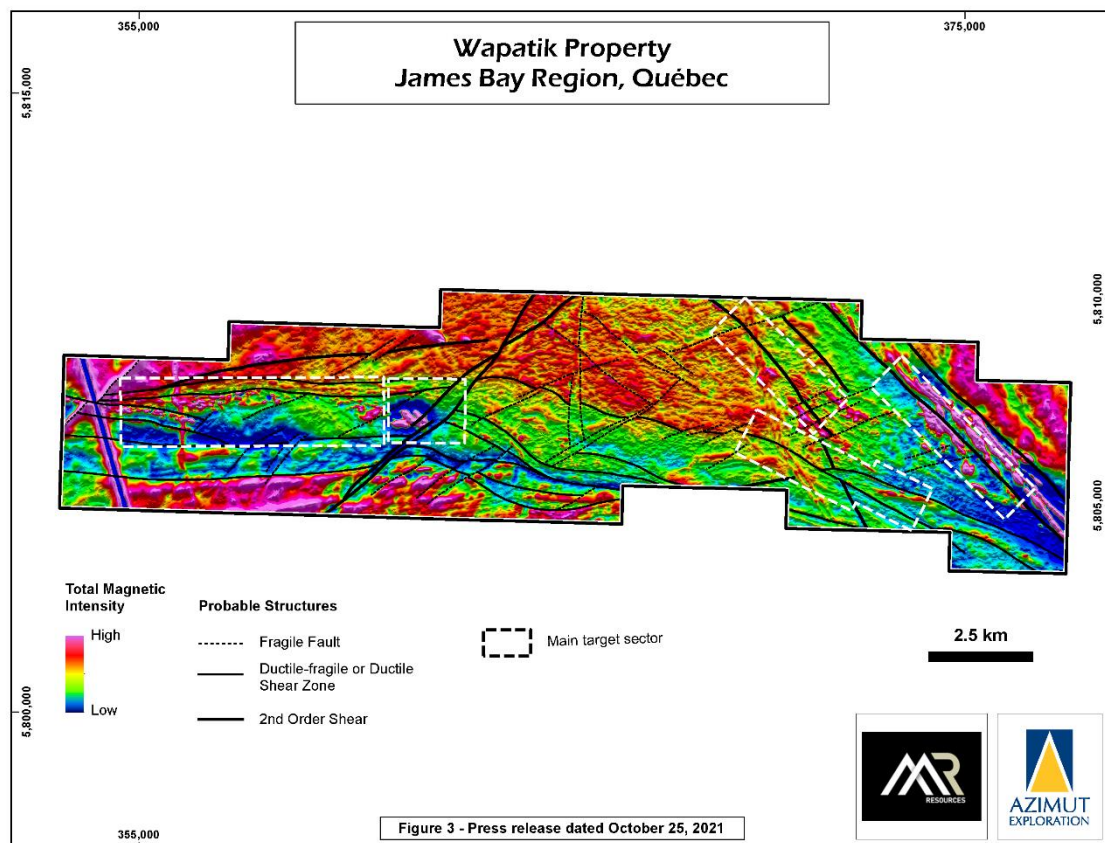 355,000
375,000
Wapatik Property
James Bay Region, Québec
5,815,000
5,810,000
5,805,000
Total Magnetic
Intensity
High
Low
Probable Structures
Fragile Fault
Ductile-fragile or Ductile
Shear Zone
2nd Order Shear
Main target sector
2.5 km
5,800,000
MR
RESOURCES
AZIMUT
EXPLORATION
355,000
Figure 3 - Press release dated October 25, 2021